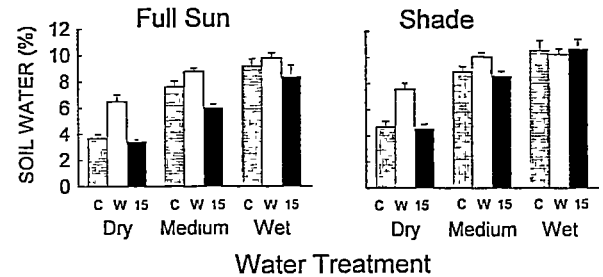 Full Sun
Shade
SOIL WATER (%)
12
10
8
6
4
2
0
C W 15 C W 15 C W 15
Dry Medium Wet
C W 15 C W 15 C W 15
Dry Medium Wet
Water Treatment